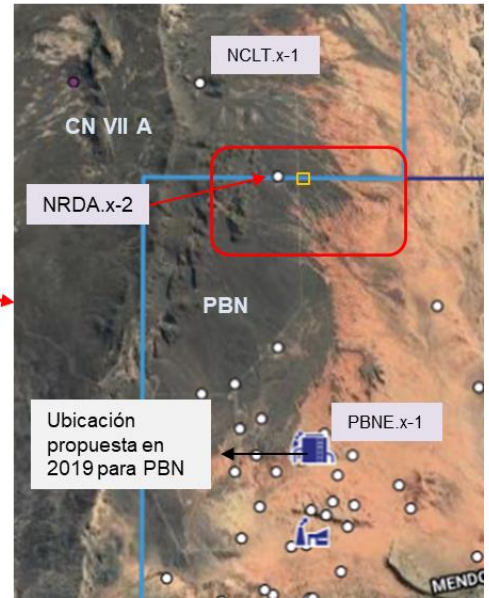 NCLT.x-1
CN VII A
NRDA.x-2
PBN
PBNE.x-1
Ubicación
propuesta en
2019 para PBN
MENDO